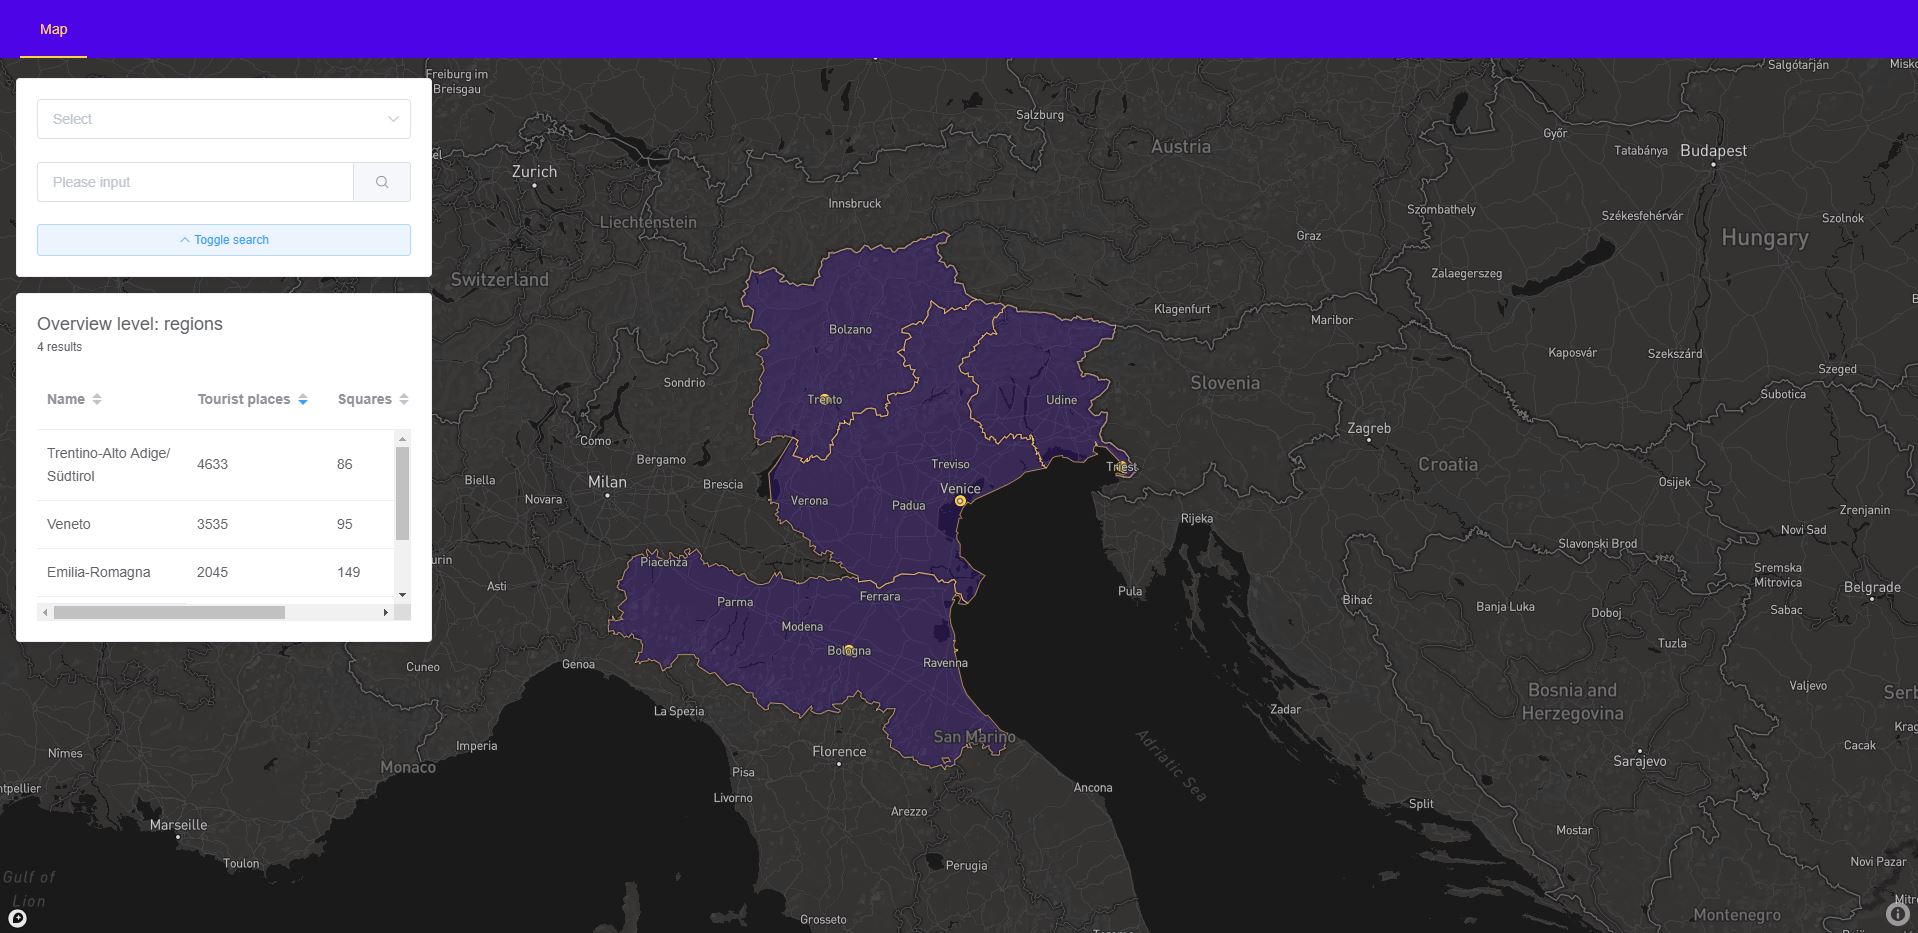 Map
Select
Please input
Toggle search
Overview level: regions
4 results
Name Tourist places Squares
Trentino-Alto Adige/
Südtirol 4633 86
Veneto 3535 95
Emilia-Romagna 2045 149
Freiburg im
Breisgau
Salzburg
Austria
Zurich
Innsbruck
Liechtenstein
Switzerland
Győr
Tatabánya
Budapest
Salgótarján
Szombathely
Székesfehérvár
Szolnok
Graz
Hungary
Zalaegerszeg
Klagenfurt
Maribor
Kaposvár
Szekszárd
Szeged
Subotica
Bolzano
Sondrio
Trento
Udine
Slovenia
Zagreb
Croatia
Como
Bergamo
Biella
Milan
Novara
Brescia
Treviso
Venice
Verona
Padua
Triest
Rijeka
Osijek
Zrenjanin
Novi Sad
Slavonski Brod
Sremska
Mitrovica
Belgrade
Piacenza
Asti
Parma
Ferrara
Modena
Bologna
Ravenna
Pula
Bihać
Banja Luka
Doboj
Sabac
Tuzla
Cuneo
Genoa
La Spezia
San Marino
Florence
Imperia
Monaco
Nîmes
Pisa
Livorno
Arezzo
Ancona
Adriatic Sea
Zadar
Bosnia and
Herzegovina
Valjevo
Cacak
Sarajevo
Split
Mostar
Marseille
Toulon
Perugia
Novi Pazar
Gulf of
Lion
Grosseto
Montenegro